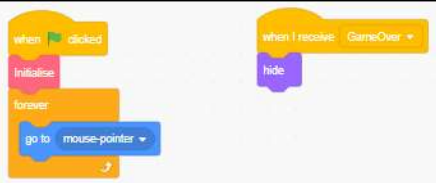 when clicked
Initialise
forever
go to mouse-pointer
when I receive GameOver
hide